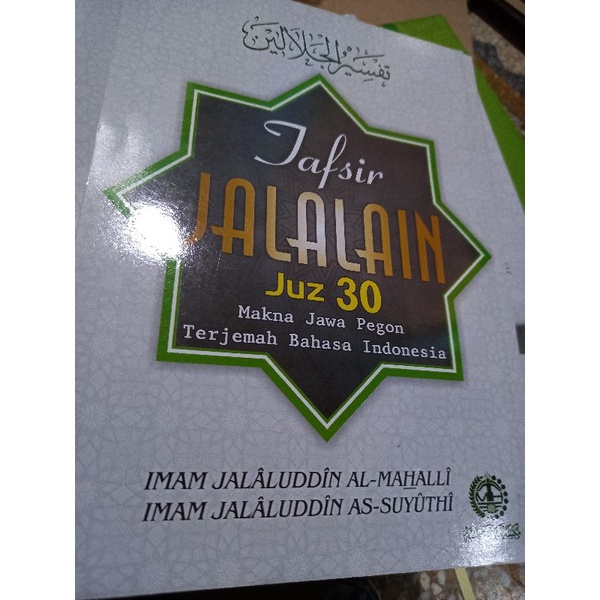 تفسير الجلالين
Tafsir
JALALAIN
Juz 30
Makna Jawa Pegon
Terjemah Bahasa Indonesia
IMAM JALÂLUDDÎN AL-MAHALLÎ
IMAM JALÂLUDDÎN AS-SUYÛTHÎ